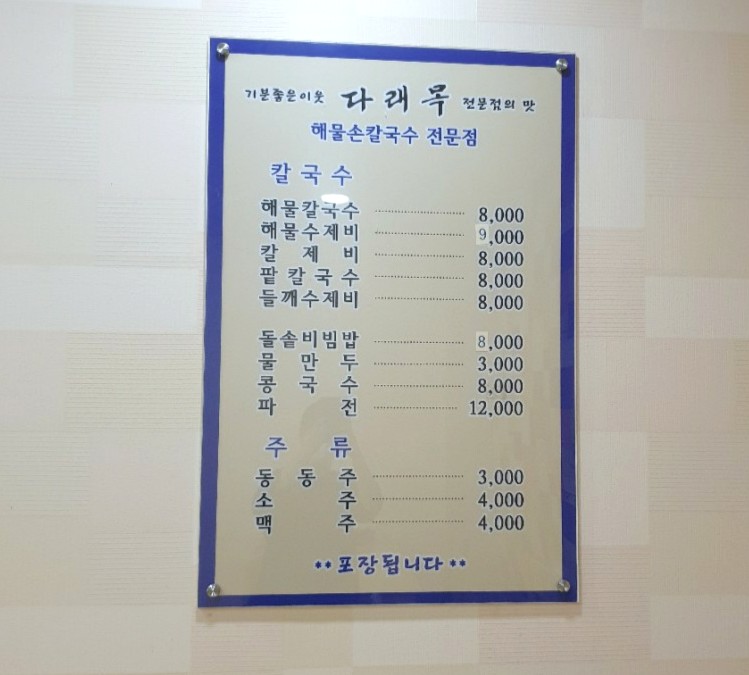 기분좋은이웃 다래목 전문점의 맛
해물손칼국수 전문점
칼국수
해물칼국수 8,000
해물수제비 9,000
칼제비 8,000
팥칼국수 8,000
들깨수제비 8,000
돌솥비빔밥 8,000
물만두 3,000
콩국수 8,000
파전 12,000
주류
동동주 3,000
소주 4,000
맥주 4,000
**포장됩니다**